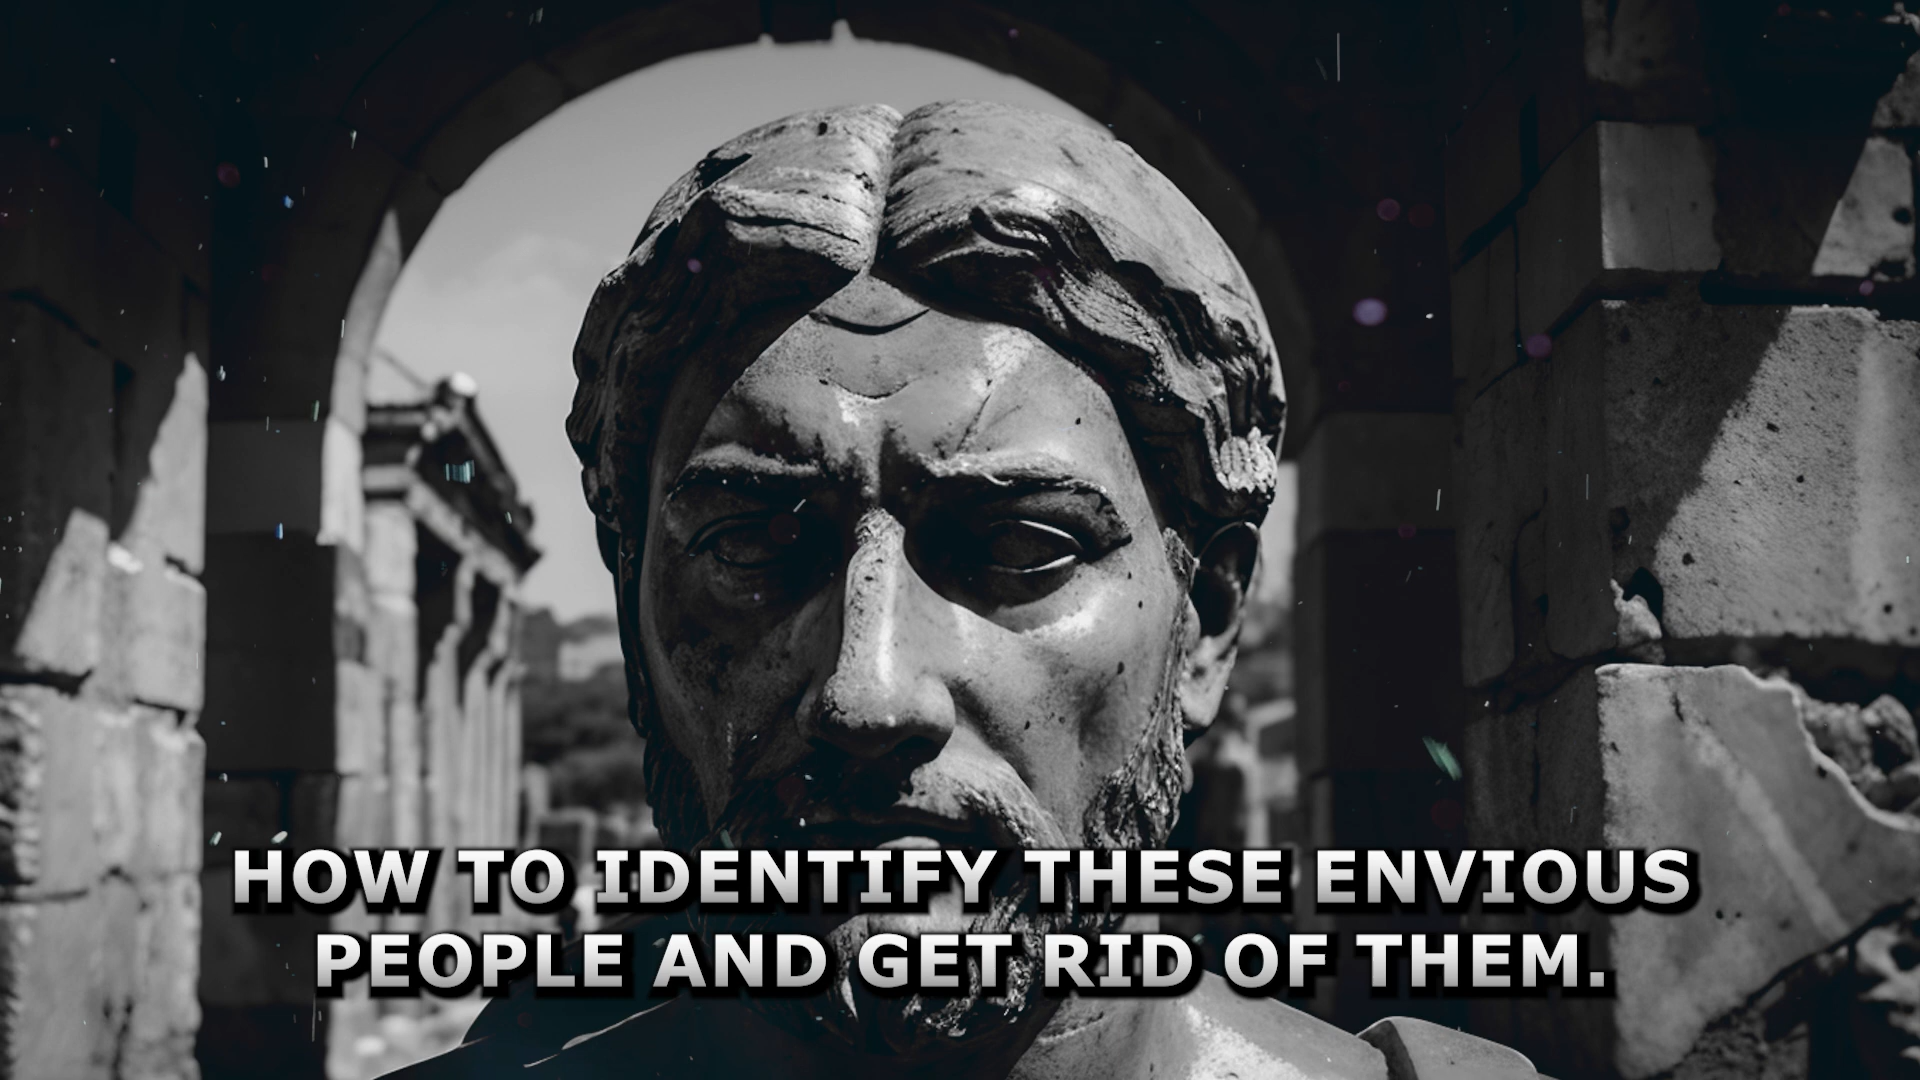 HOW TO IDENTIFY THESE ENVIOUS
PEOPLE AND GET RID OF THEM.